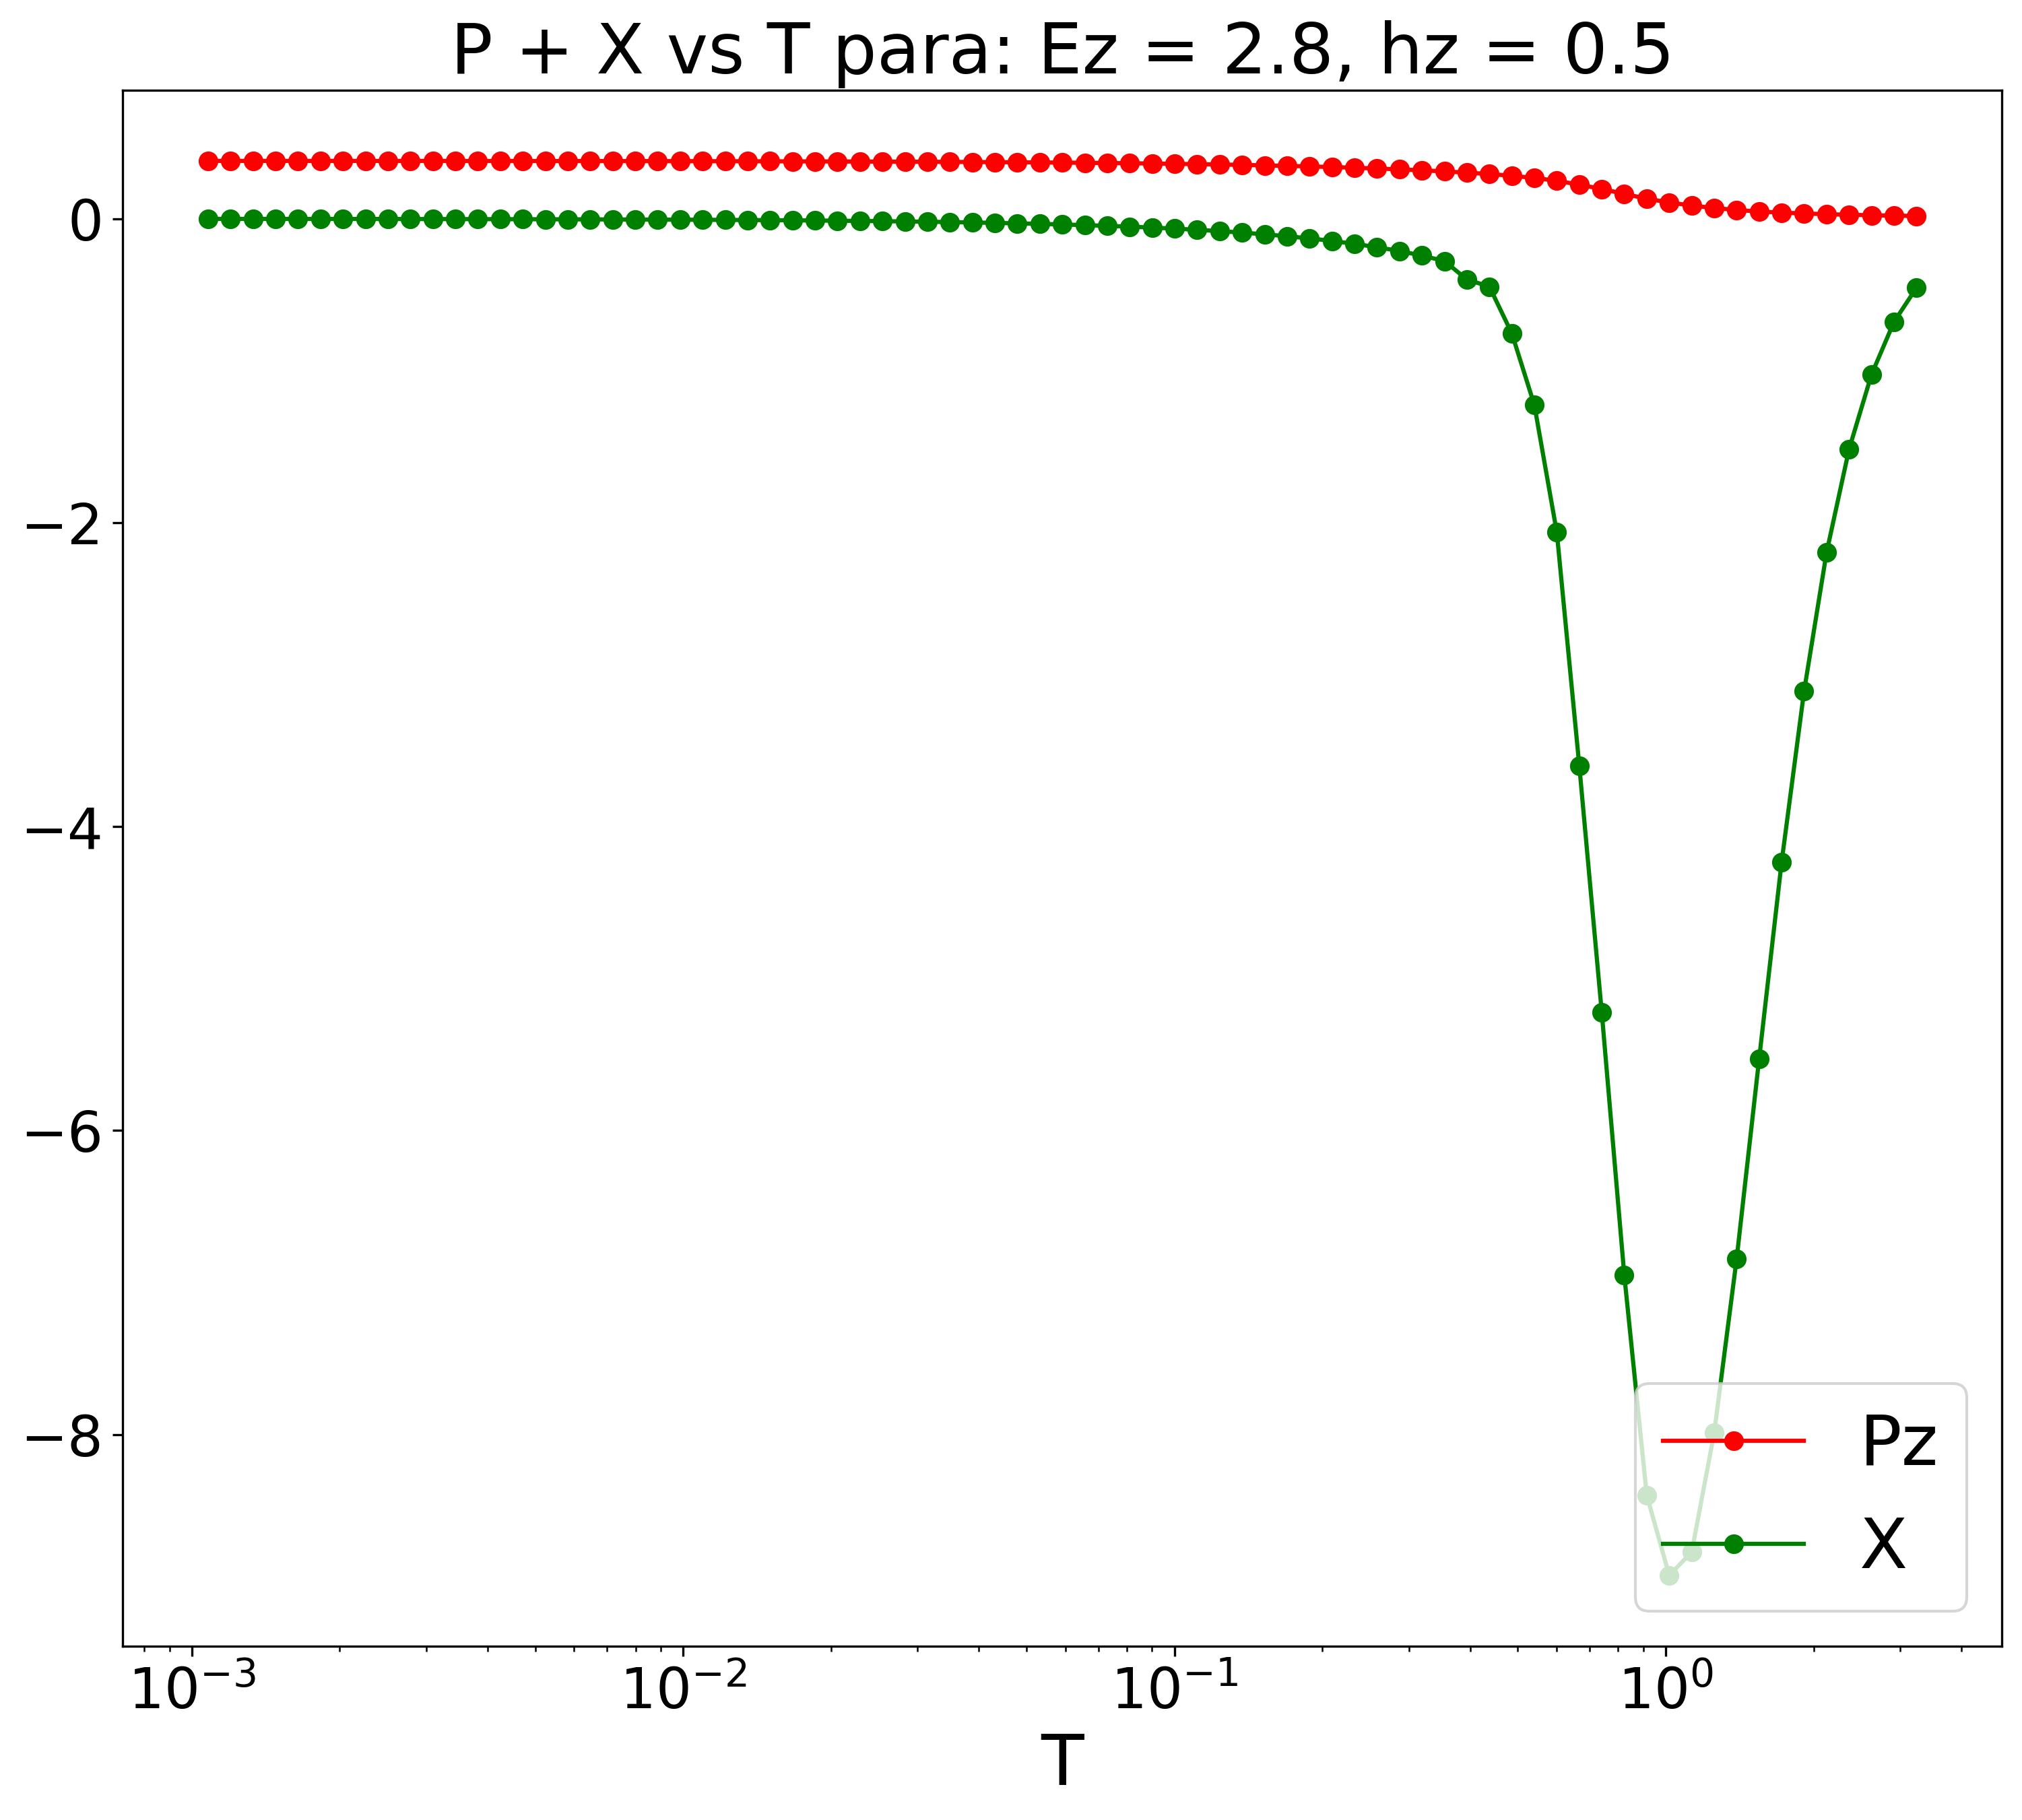 P + X vs T para: Ez = 2.8, hz = 0.5
0
−2
−4
−6
−8
Pz
X
10⁻³ 10⁻² 10⁻¹ 10⁰
T